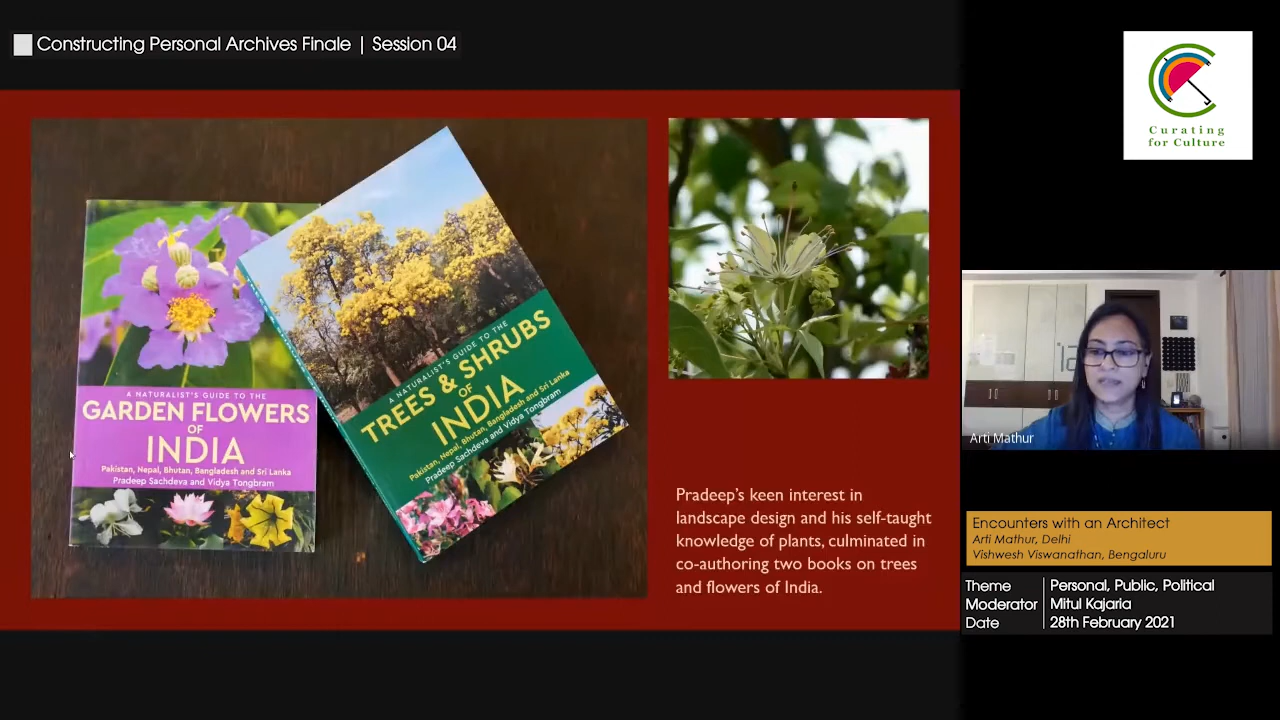 Constructing Personal Archives Finale | Session 04
Curating
for Culture
A NATURALIST'S GUIDE TO THE
GARDEN FLOWERS
OF
INDIA
Pakistan, Nepal, Bhutan, Bangladesh and Sri Lanka
Pradeep Sachdeva and Vidya Tongbram
A NATURALIST'S GUIDE TO THE
TREES & SHRUBS
OF
INDIA
Pakistan, Nepal, Bhutan, Bangladesh and Sri Lanka
Pradeep Sachdeva and Vidya Tongbram
Pradeep's keen interest in
landscape design and his self-taught
knowledge of plants, culminated in
co-authoring two books on trees
and flowers of India.
Arti Mathur
Encounters with an Architect
Arti Mathur, Delhi
Vishwesh Viswanathan, Bengaluru
Theme Personal, Public, Political
Moderator Mitul Kajaria
Date 28th February 2021